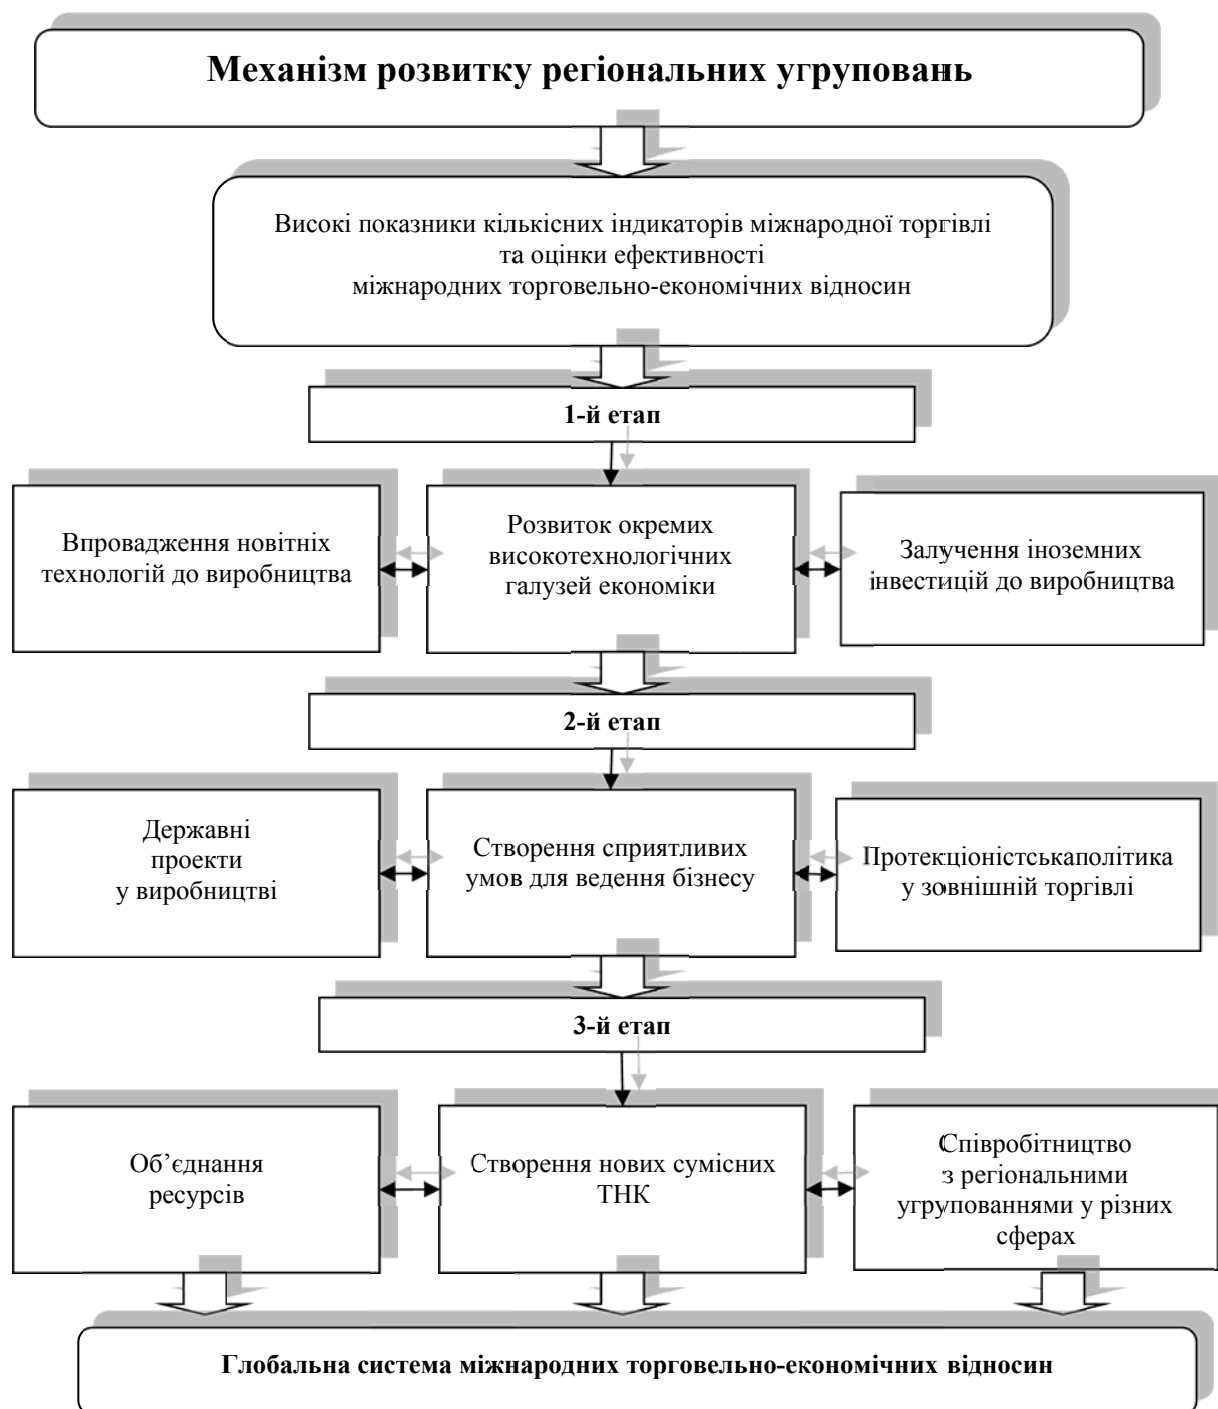 Механізм розвитку регіональних угруповань
Високі показники кількісних індикаторів міжнародної торгівлі
та оцінки ефективності
міжнародних торговельно-економічних відносин
1-й етап
Впровадження новітніх
технологій до виробництва
Розвиток окремих
високотехнологічних
галузей економіки
Залучення іноземних
інвестицій до виробництва
2-й етап
Державні
проекти
у виробництві
Створення сприятливих
умов для ведення бізнесу
Протекціоністськаполітика
у зовнішній торгівлі
3-й етап
Об’єднання
ресурсів
Створення нових сумісних
ТНК
Співробітництво
з регіональними
угрупованнями у різних
сферах
Глобальна система міжнародних торговельно-економічних відносин